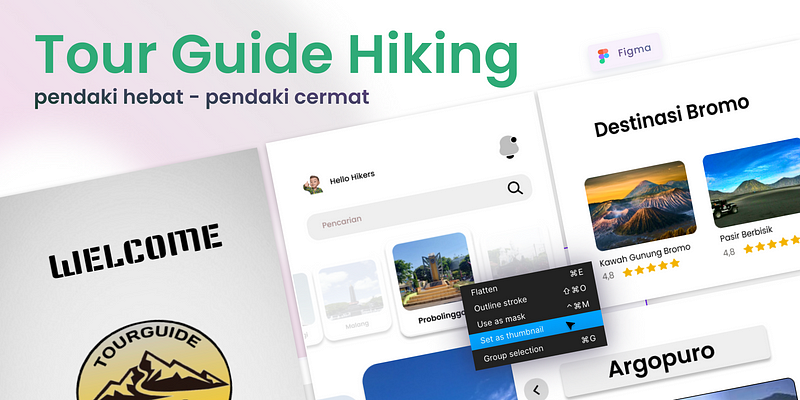 Tour Guide Hiking
pendaki hebat - pendaki cermat
Figma
WELCOME
TOURGUIDE
Hello Hikers
Pencarian
Malang
Probolinggo
Flatten ⌘E
Outline stroke ⇧⌘O
Use as mask ^⌘M
Set as thumbnail
Group selection ⌘G
Destinasi Bromo
Kawah Gunung Bromo
4,8
Pasir Berbisik
4,8
Argopuro